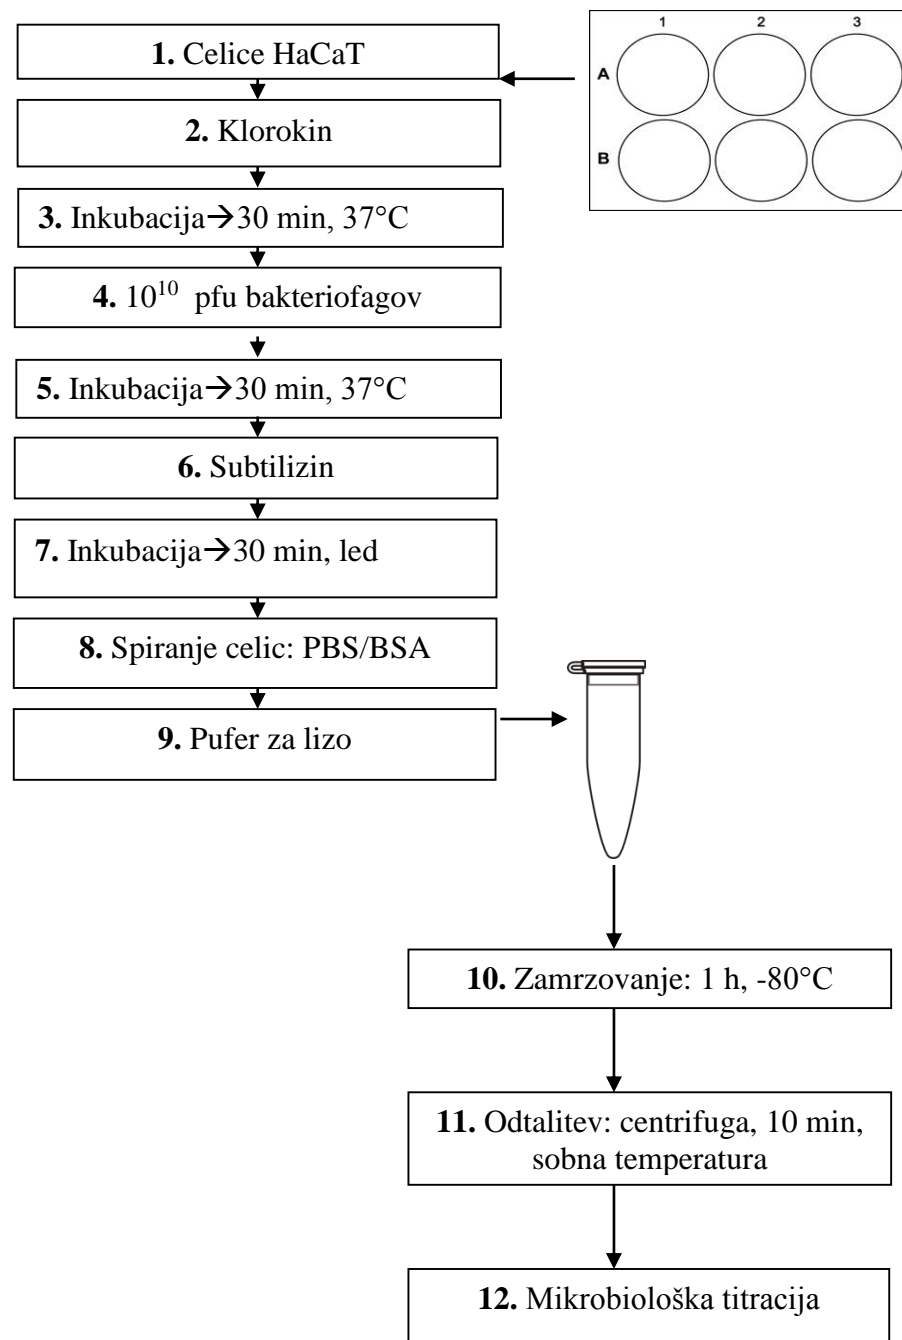 1. Celice HaCaT
1 2 3
A
B
2. Klorokin
3. Inkubacija→30 min, 37°C
4. 10¹⁰ pfu bakteriofagov
5. Inkubacija→30 min, 37°C
6. Subtilizin
7. Inkubacija→30 min, led
8. Spiranje celic: PBS/BSA
9. Pufer za lizo
10. Zamrzovanje: 1 h, -80°C
11. Odtalitev: centrifuga, 10 min,
sobna temperatura
12. Mikrobiološka titracija